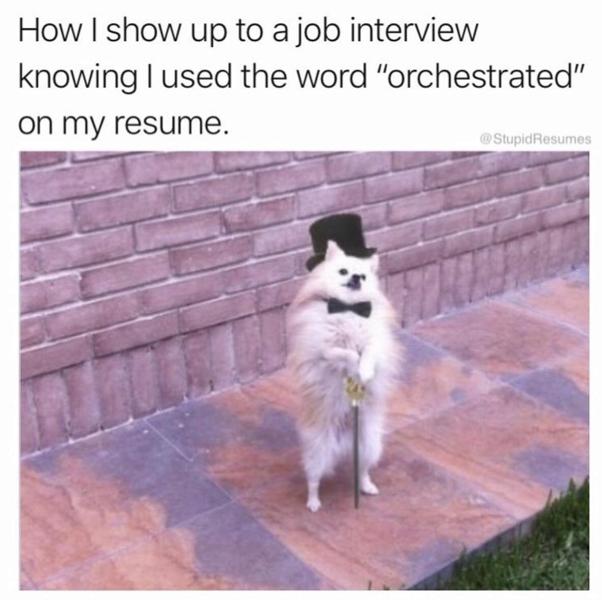 How I show up to a job interview
knowing I used the word “orchestrated”
on my resume.
@StupidResumes